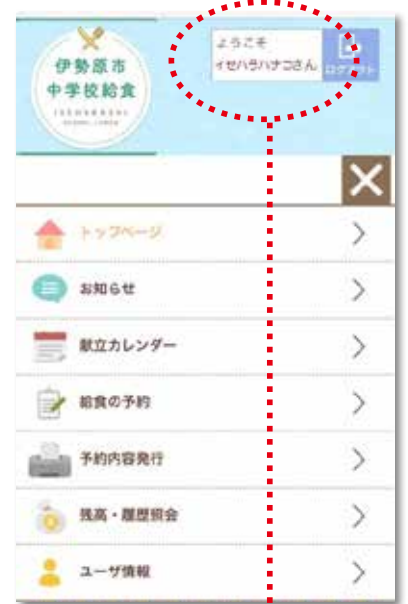 伊勢原市
中学校給食
ようこそ
イセハラハナコさん
ログアウト
トップページ
お知らせ
献立カレンダー
給食の予約
予約内容発行
残高・履歴照会
ユーザ情報